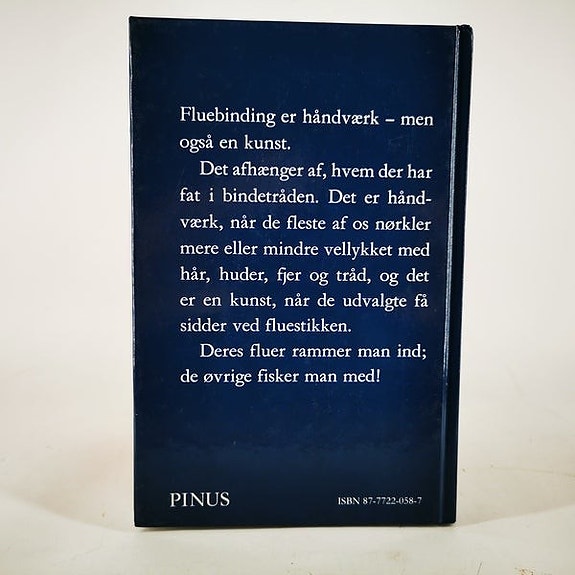 Fluebinding er håndværk – men
også en kunst.
Det afhænger af, hvem der har
fat i bindetråden. Det er hånd-
værk, når de fleste af os nørkler
mere eller mindre vellykket med
hår, huder, fjer og tråd, og det
er en kunst, når de udvalgte få
sidder ved fluestikken.
Deres fluer rammer man ind;
de øvrige fisker man med!
PINUS
ISBN 87-7722-058-7